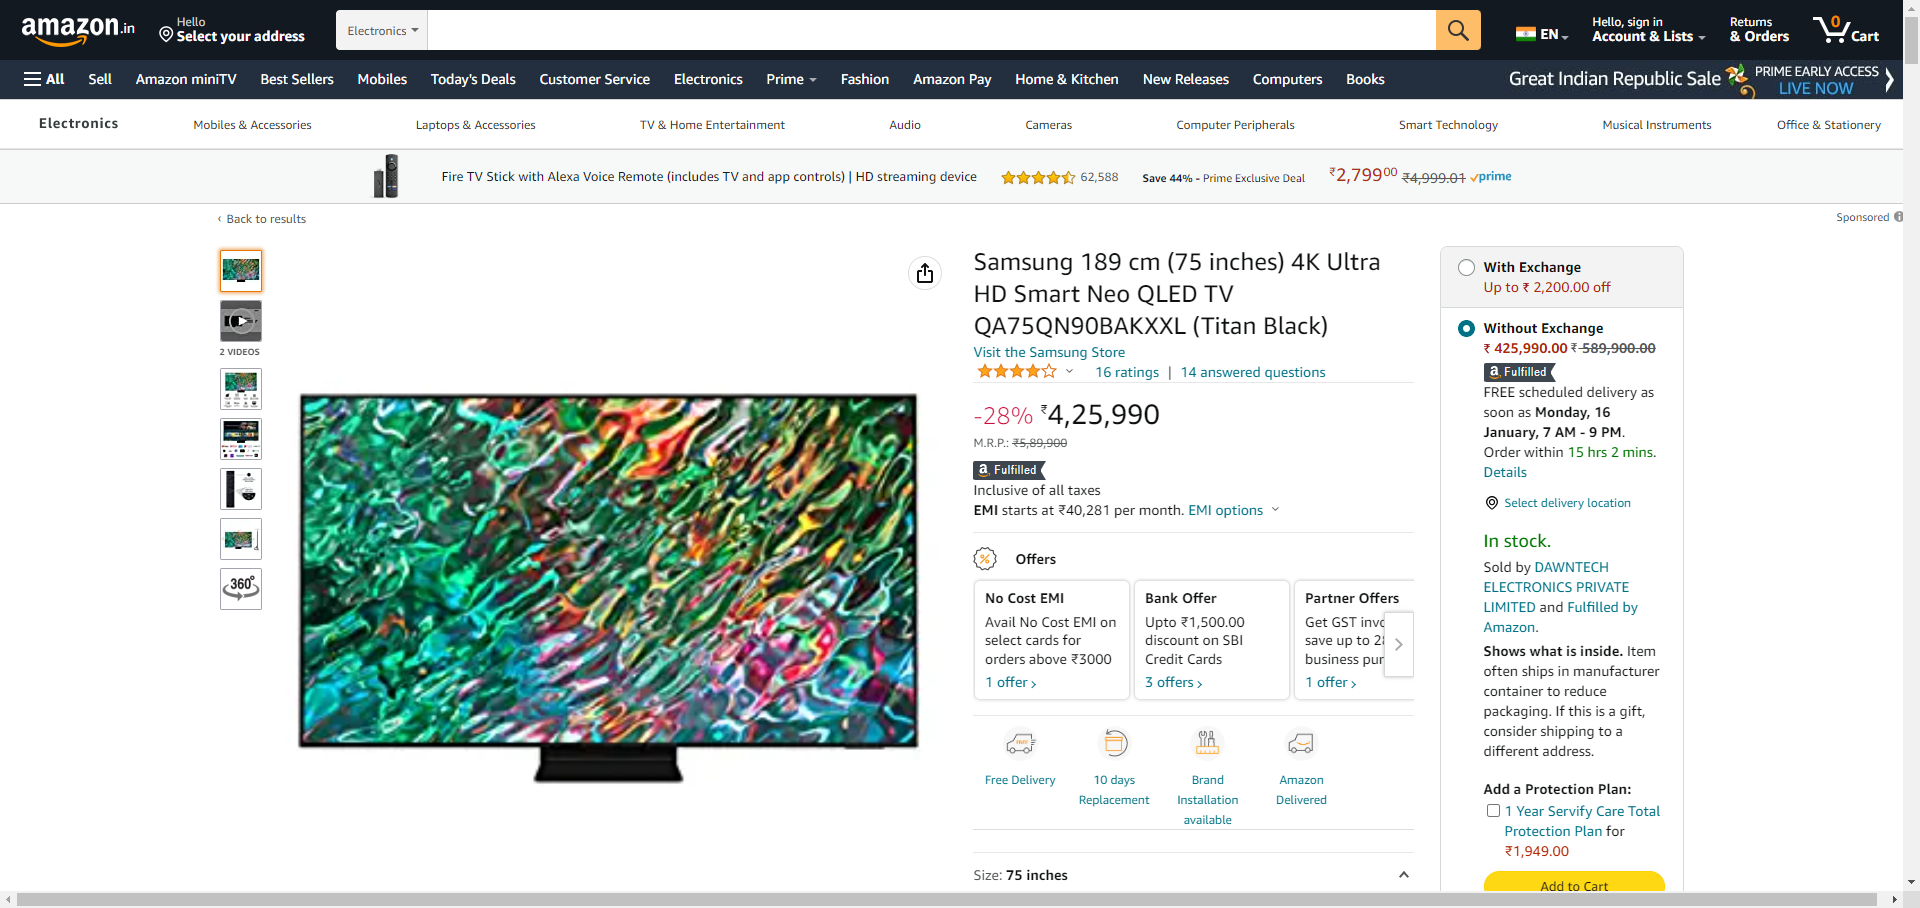 amazon.in
Hello
Select your address
Electronics
EN
Hello, sign in
Account & Lists
Returns
& Orders
0
Cart
All
Sell
Amazon miniTV
Best Sellers
Mobiles
Today's Deals
Customer Service
Electronics
Prime
Fashion
Amazon Pay
Home & Kitchen
New Releases
Computers
Books
Great Indian Republic Sale
PRIME EARLY ACCESS
LIVE NOW
Electronics
Mobiles & Accessories
Laptops & Accessories
TV & Home Entertainment
Audio
Cameras
Computer Peripherals
Smart Technology
Musical Instruments
Office & Stationery
Fire TV Stick with Alexa Voice Remote (includes TV and app controls) | HD streaming device
62,588
Save 44% - Prime Exclusive Deal
₹2,79900 ₹4,999.01 prime
‹ Back to results
Sponsored
2 VIDEOS
360°
Samsung 189 cm (75 inches) 4K Ultra
HD Smart Neo QLED TV
QA75QN90BAKXXL (Titan Black)
Visit the Samsung Store
16 ratings | 14 answered questions
-28% ₹4,25,990
M.R.P.: ₹5,89,900
a Fulfilled
Inclusive of all taxes
EMI starts at ₹40,281 per month. EMI options
% Offers
No Cost EMI
Avail No Cost EMI on
select cards for
orders above ₹3000
1 offer ›
Bank Offer
Upto ₹1,500.00
discount on SBI
Credit Cards
3 offers ›
Partner Offers
Get GST invo
save up to 28
business pur
1 offer ›
Free Delivery
10 days
Replacement
Brand
Installation
available
Amazon
Delivered
Size: 75 inches
With Exchange
Up to ₹ 2,200.00 off
Without Exchange
₹ 425,990.00 ₹ 589,900.00
a Fulfilled
FREE scheduled delivery as
soon as Monday, 16
January, 7 AM - 9 PM.
Order within 15 hrs 2 mins.
Details
Select delivery location
In stock.
Sold by DAWNTECH
ELECTRONICS PRIVATE
LIMITED and Fulfilled by
Amazon.
Shows what is inside. Item
often ships in manufacturer
container to reduce
packaging. If this is a gift,
consider shipping to a
different address.
Add a Protection Plan:
1 Year Servify Care Total
Protection Plan for
₹1,949.00
Add to Cart